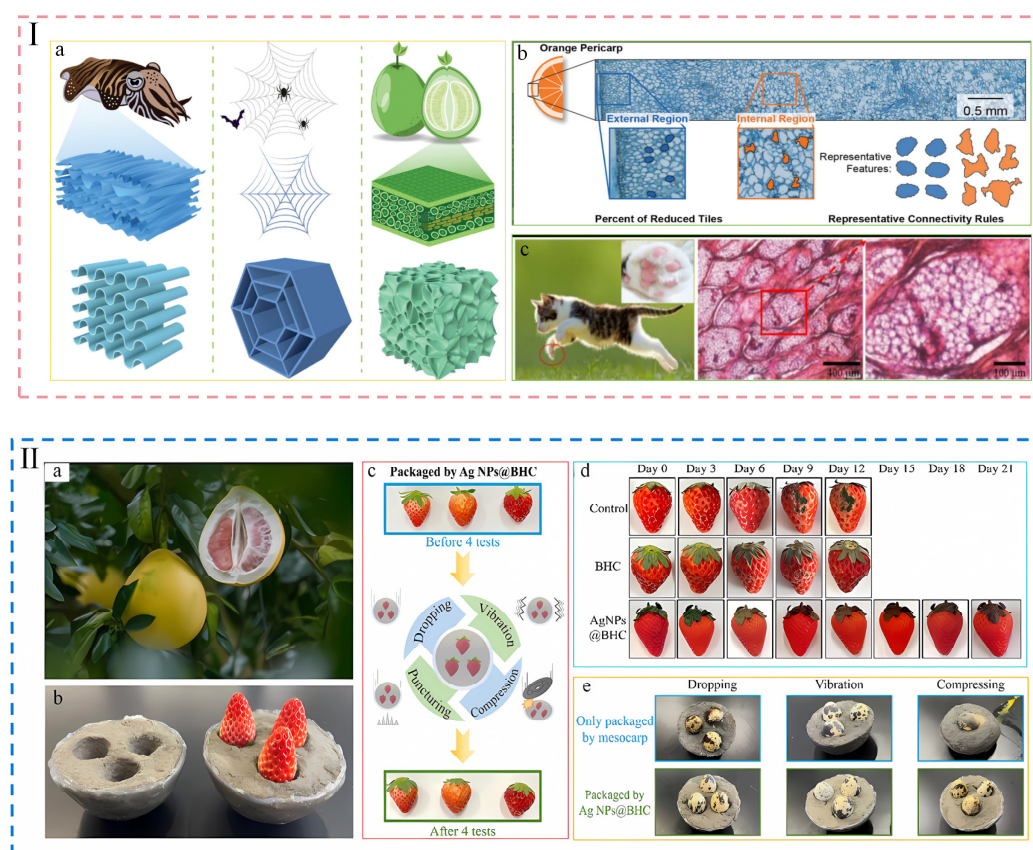 I
a
b
Orange Pericarp
0.5 mm
External Region
Internal Region
Representative
Features:
Percent of Reduced Tiles
Representative Connectivity Rules
c
400 μm
100 μm
II
a
b
c
Packaged by Ag NPs@BHC
Before 4 tests
Dropping
Vibration
Puncturing
Compression
After 4 tests
d
Day 0 Day 3 Day 6 Day 9 Day 12 Day 15 Day 18 Day 21
Control
BHC
AgNPs
@BHC
e
Dropping Vibration Compressing
Only packaged
by mesocarp
Packaged by
Ag NPs@BHC